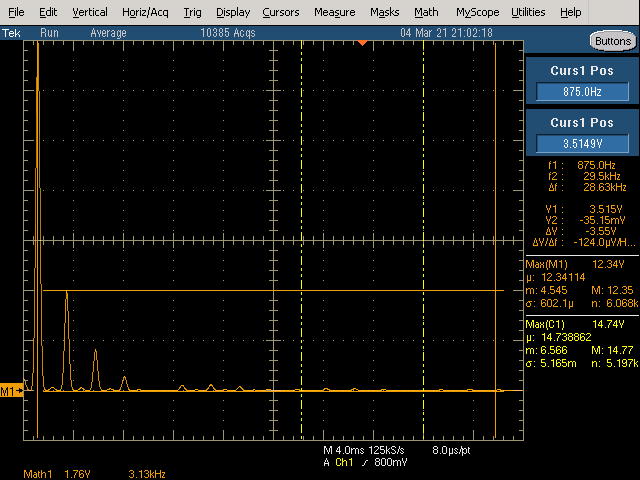 File Edit Vertical Horiz/Acq Trig Display Cursors Measure Masks Math MyScope Utilities Help
Tek Run Average 10385 Acqs 04 Mar 21 21:02:18
Buttons
Curs1 Pos
875.0Hz
Curs1 Pos
3.5149V
f1 : 875.0Hz
f2 : 29.5kHz
Δf : 28.63kHz
V1 : 3.515V
V2 : -35.15mV
ΔV : -3.55V
ΔV/Δf : -124.0µV/H...
Max(M1) 12.34V
µ: 12.34114
m: 4.545 M: 12.35
σ: 602.1µ n: 6.068k
Max(C1) 14.74V
µ: 14.738862
m: 6.566 M: 14.77
σ: 5.165m n: 5.197k
M1
M 4.0ms 125kS/s 8.0µs/pt
A Ch1 / 800mV
Math1 1.76V 3.13kHz